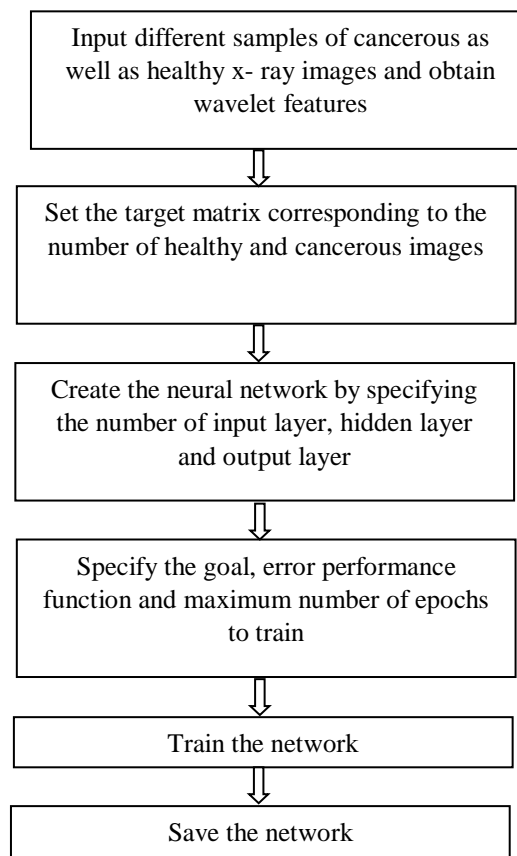 Input different samples of cancerous as
well as healthy x- ray images and obtain
wavelet features
Set the target matrix corresponding to the
number of healthy and cancerous images
Create the neural network by specifying
the number of input layer, hidden layer
and output layer
Specify the goal, error performance
function and maximum number of epochs
to train
Train the network
Save the network